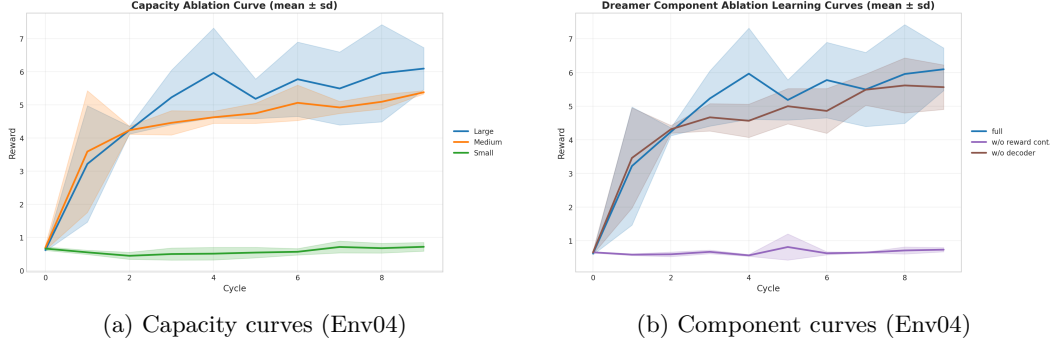 Capacity Ablation Curve (mean ± sd)
7
6
5
4
3
2
1
0
Reward
0
2
4
6
8
Cycle
Large
Medium
Small
(a) Capacity curves (Env04)
Dreamer Component Ablation Learning Curves (mean ± sd)
7
6
5
4
3
2
1
Reward
0
2
4
6
8
Cycle
full
w/o reward cont.
w/o decoder
(b) Component curves (Env04)